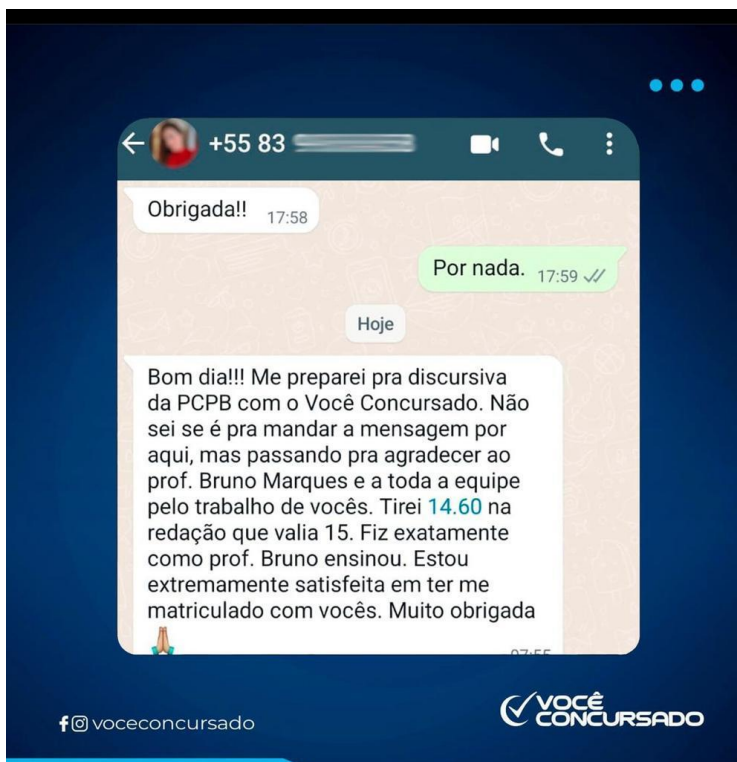 +55 83
Obrigada!! 17:58
Por nada. 17:59
Hoje
Bom dia!!! Me preparei pra discursiva
da PCPB com o Você Concursado. Não
sei se é pra mandar a mensagem por
aqui, mas passando pra agradecer ao
prof. Bruno Marques e a toda a equipe
pelo trabalho de vocês. Tirei 14.60 na
redação que valia 15. Fiz exatamente
como prof. Bruno ensinou. Estou
extremamente satisfeita em ter me
matriculado com vocês. Muito obrigada
voceconcursado
VOCÊ
CONCURSADO